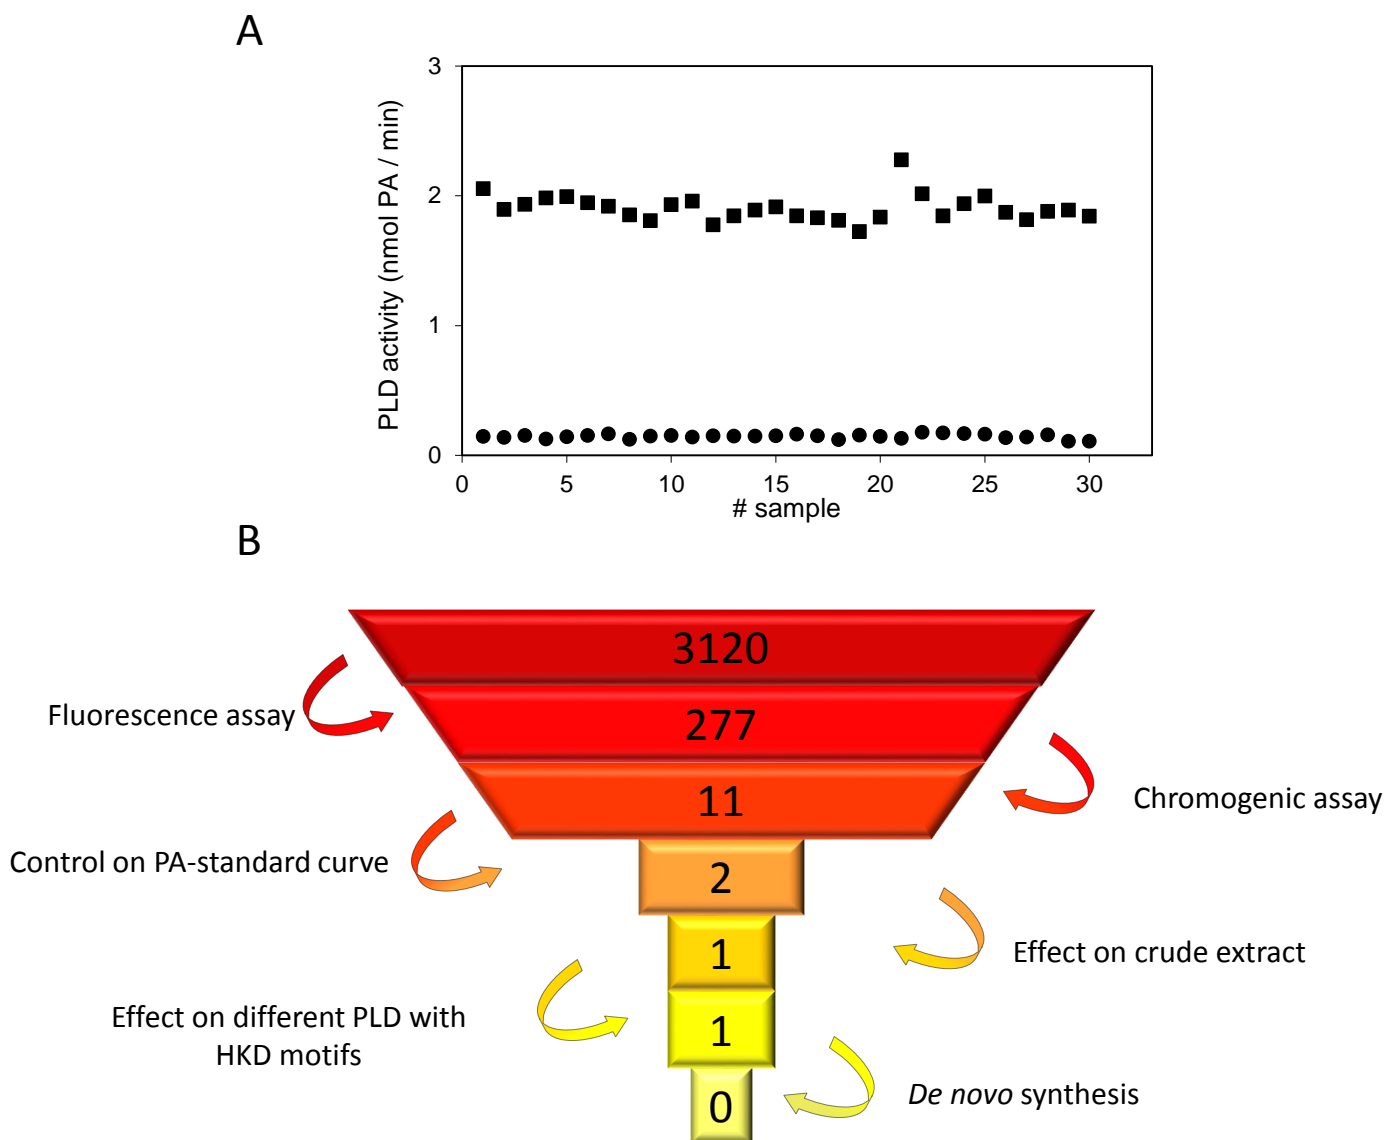 A
3
2
1
0
PLD activity (nmol PA / min)
0 5 10 15 20 25 30
# sample
B
3120
Fluorescence assay
277
Chromogenic assay
11
Control on PA-standard curve
2
Effect on crude extract
1
Effect on different PLD with
HKD motifs
1
De novo synthesis
0